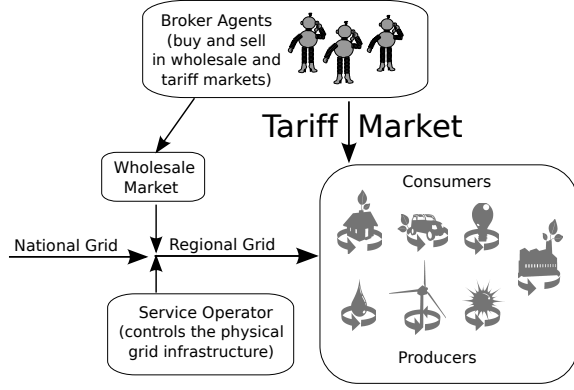 Broker Agents
(buy and sell
in wholesale and
tariff markets)
Tariff Market
Wholesale
Market
Consumers
National Grid
Regional Grid
Service Operator
(controls the physical
grid infrastructure)
Producers